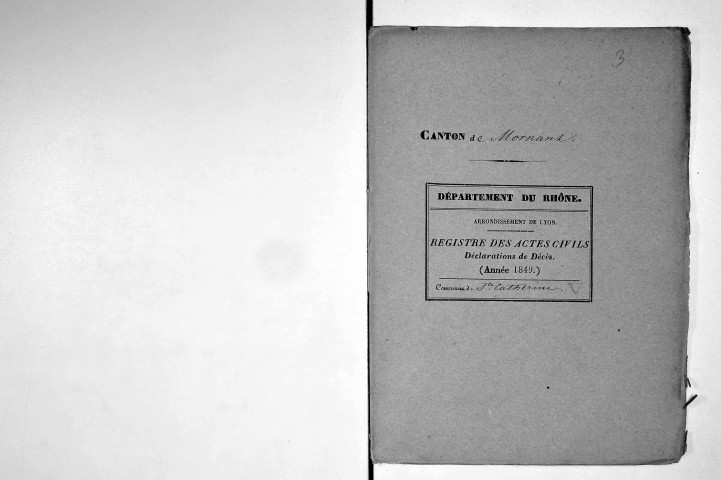 3
CANTON de Mornant
DÉPARTEMENT DU RHÔNE.
ARRONDISSEMENT DE LYON.
REGISTRE DES ACTES CIVILS
Déclarations de Décès.
(Année 1849.)
Commune de Ste Catherine